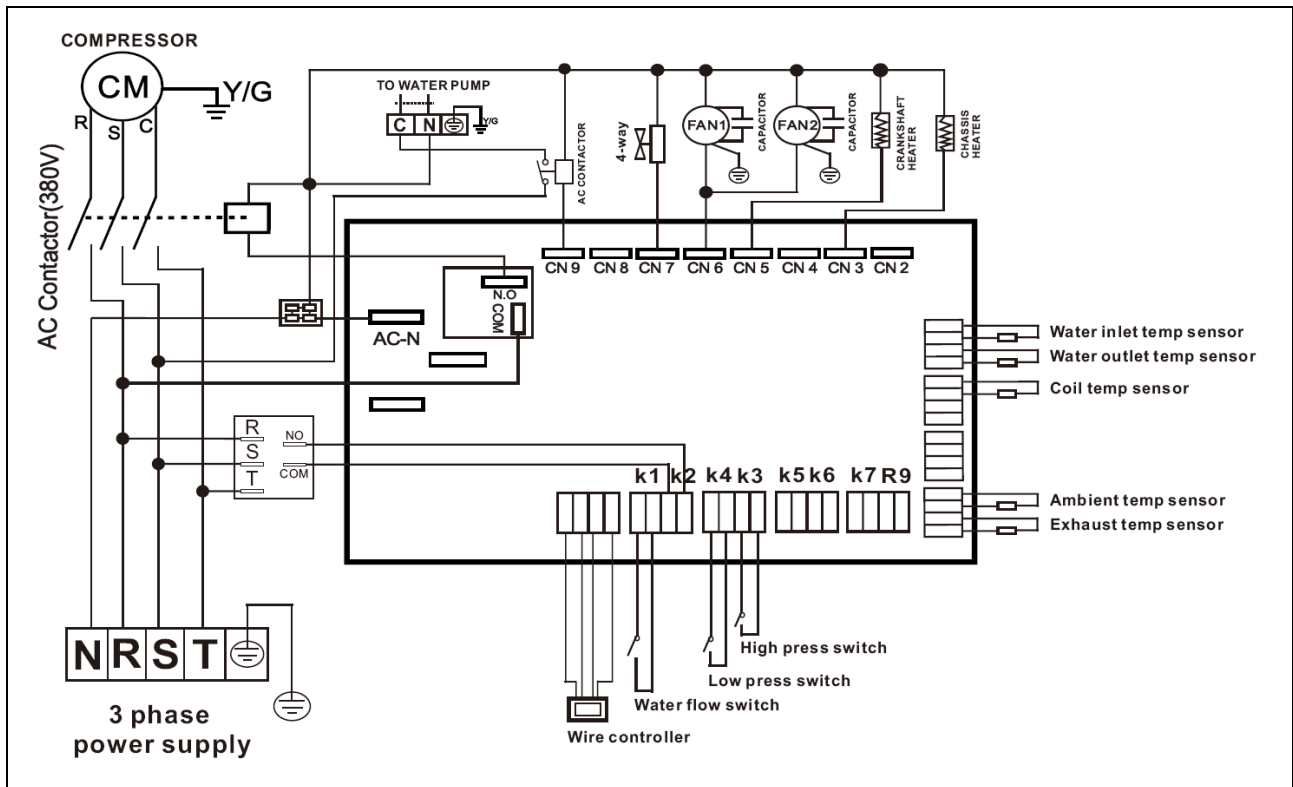 COMPRESSOR
CM
Y/G
R
S
C
TO WATER PUMP
C N
Y/G
AC CONTACTOR
4-way
FAN1
CAPACITOR
FAN2
CAPACITOR
CRANKSHAFT
HEATER
CHASSIS
HEATER
AC Contactor(380V)
CN 9
CN 8
CN 7
CN 6
CN 5
CN 4
CN 3
CN 2
N.O
COM
AC-N
Water inlet temp sensor
Water outlet temp sensor
Coil temp sensor
R
S
T
NO
COM
k1 k2
k4 k3
k5 k6
k7 R9
Ambient temp sensor
Exhaust temp sensor
High press switch
Low press switch
Water flow switch
Wire controller
N R S T
3 phase
power supply